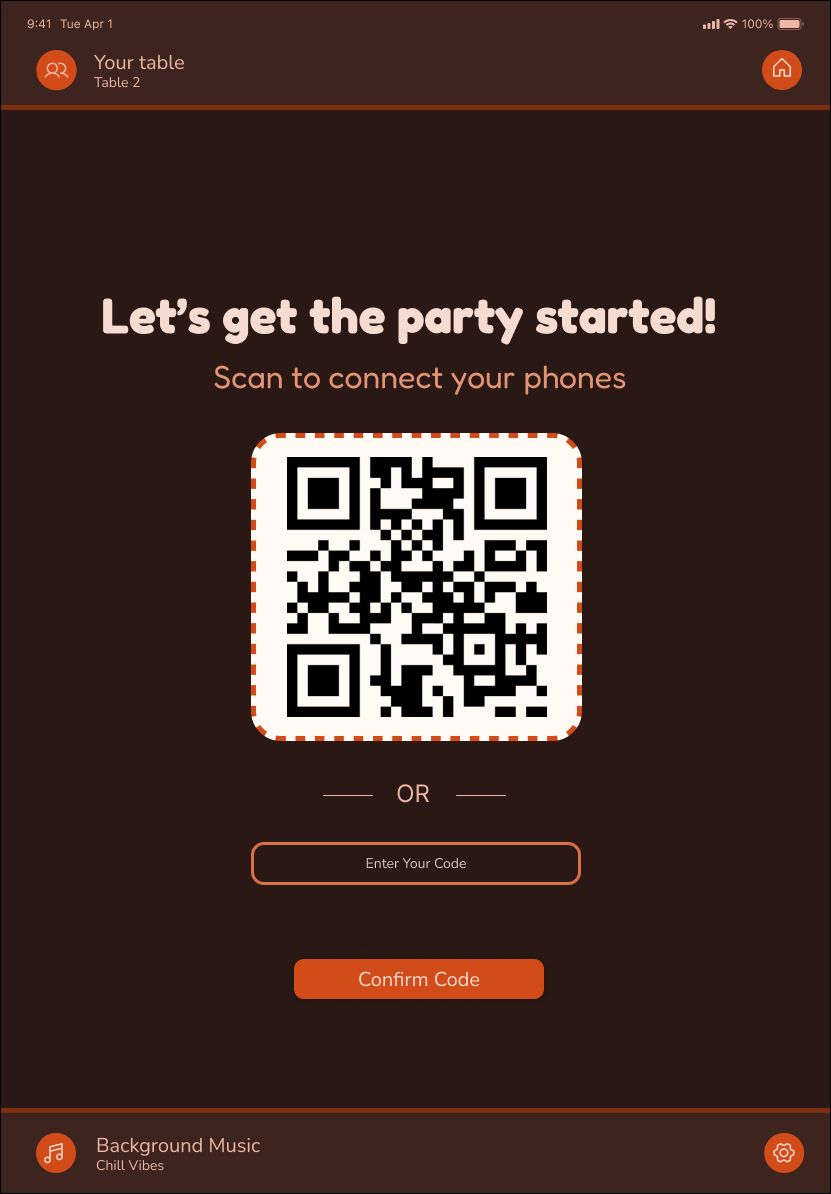 9:41 Tue Apr 1 100%
Your table
Table 2
Let’s get the party started!
Scan to connect your phones
OR
Enter Your Code
Confirm Code
Background Music
Chill Vibes